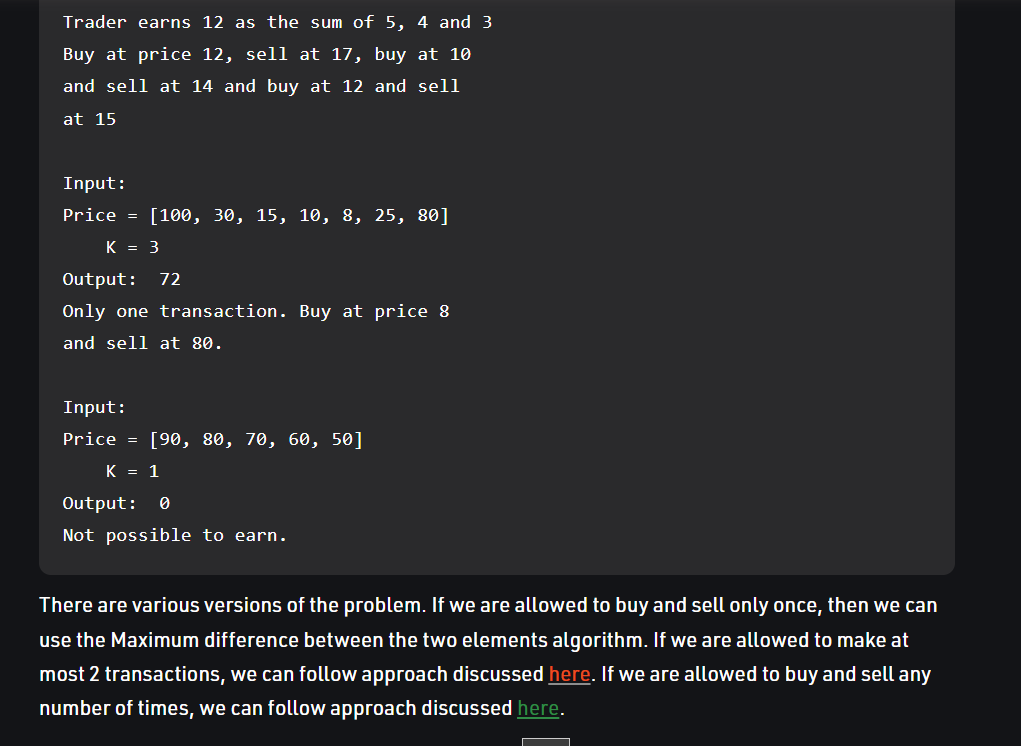 Trader earns 12 as the sum of 5, 4 and 3
Buy at price 12, sell at 17, buy at 10
and sell at 14 and buy at 12 and sell
at 15
Input:
Price = [100, 30, 15, 10, 8, 25, 80]
K = 3
Output:  72
Only one transaction. Buy at price 8
and sell at 80.
Input:
Price = [90, 80, 70, 60, 50]
K = 1
Output:  0
Not possible to earn.
There are various versions of the problem. If we are allowed to buy and sell only once, then we can
use the Maximum difference between the two elements algorithm. If we are allowed to make at
most 2 transactions, we can follow approach discussed here. If we are allowed to buy and sell any
number of times, we can follow approach discussed here.